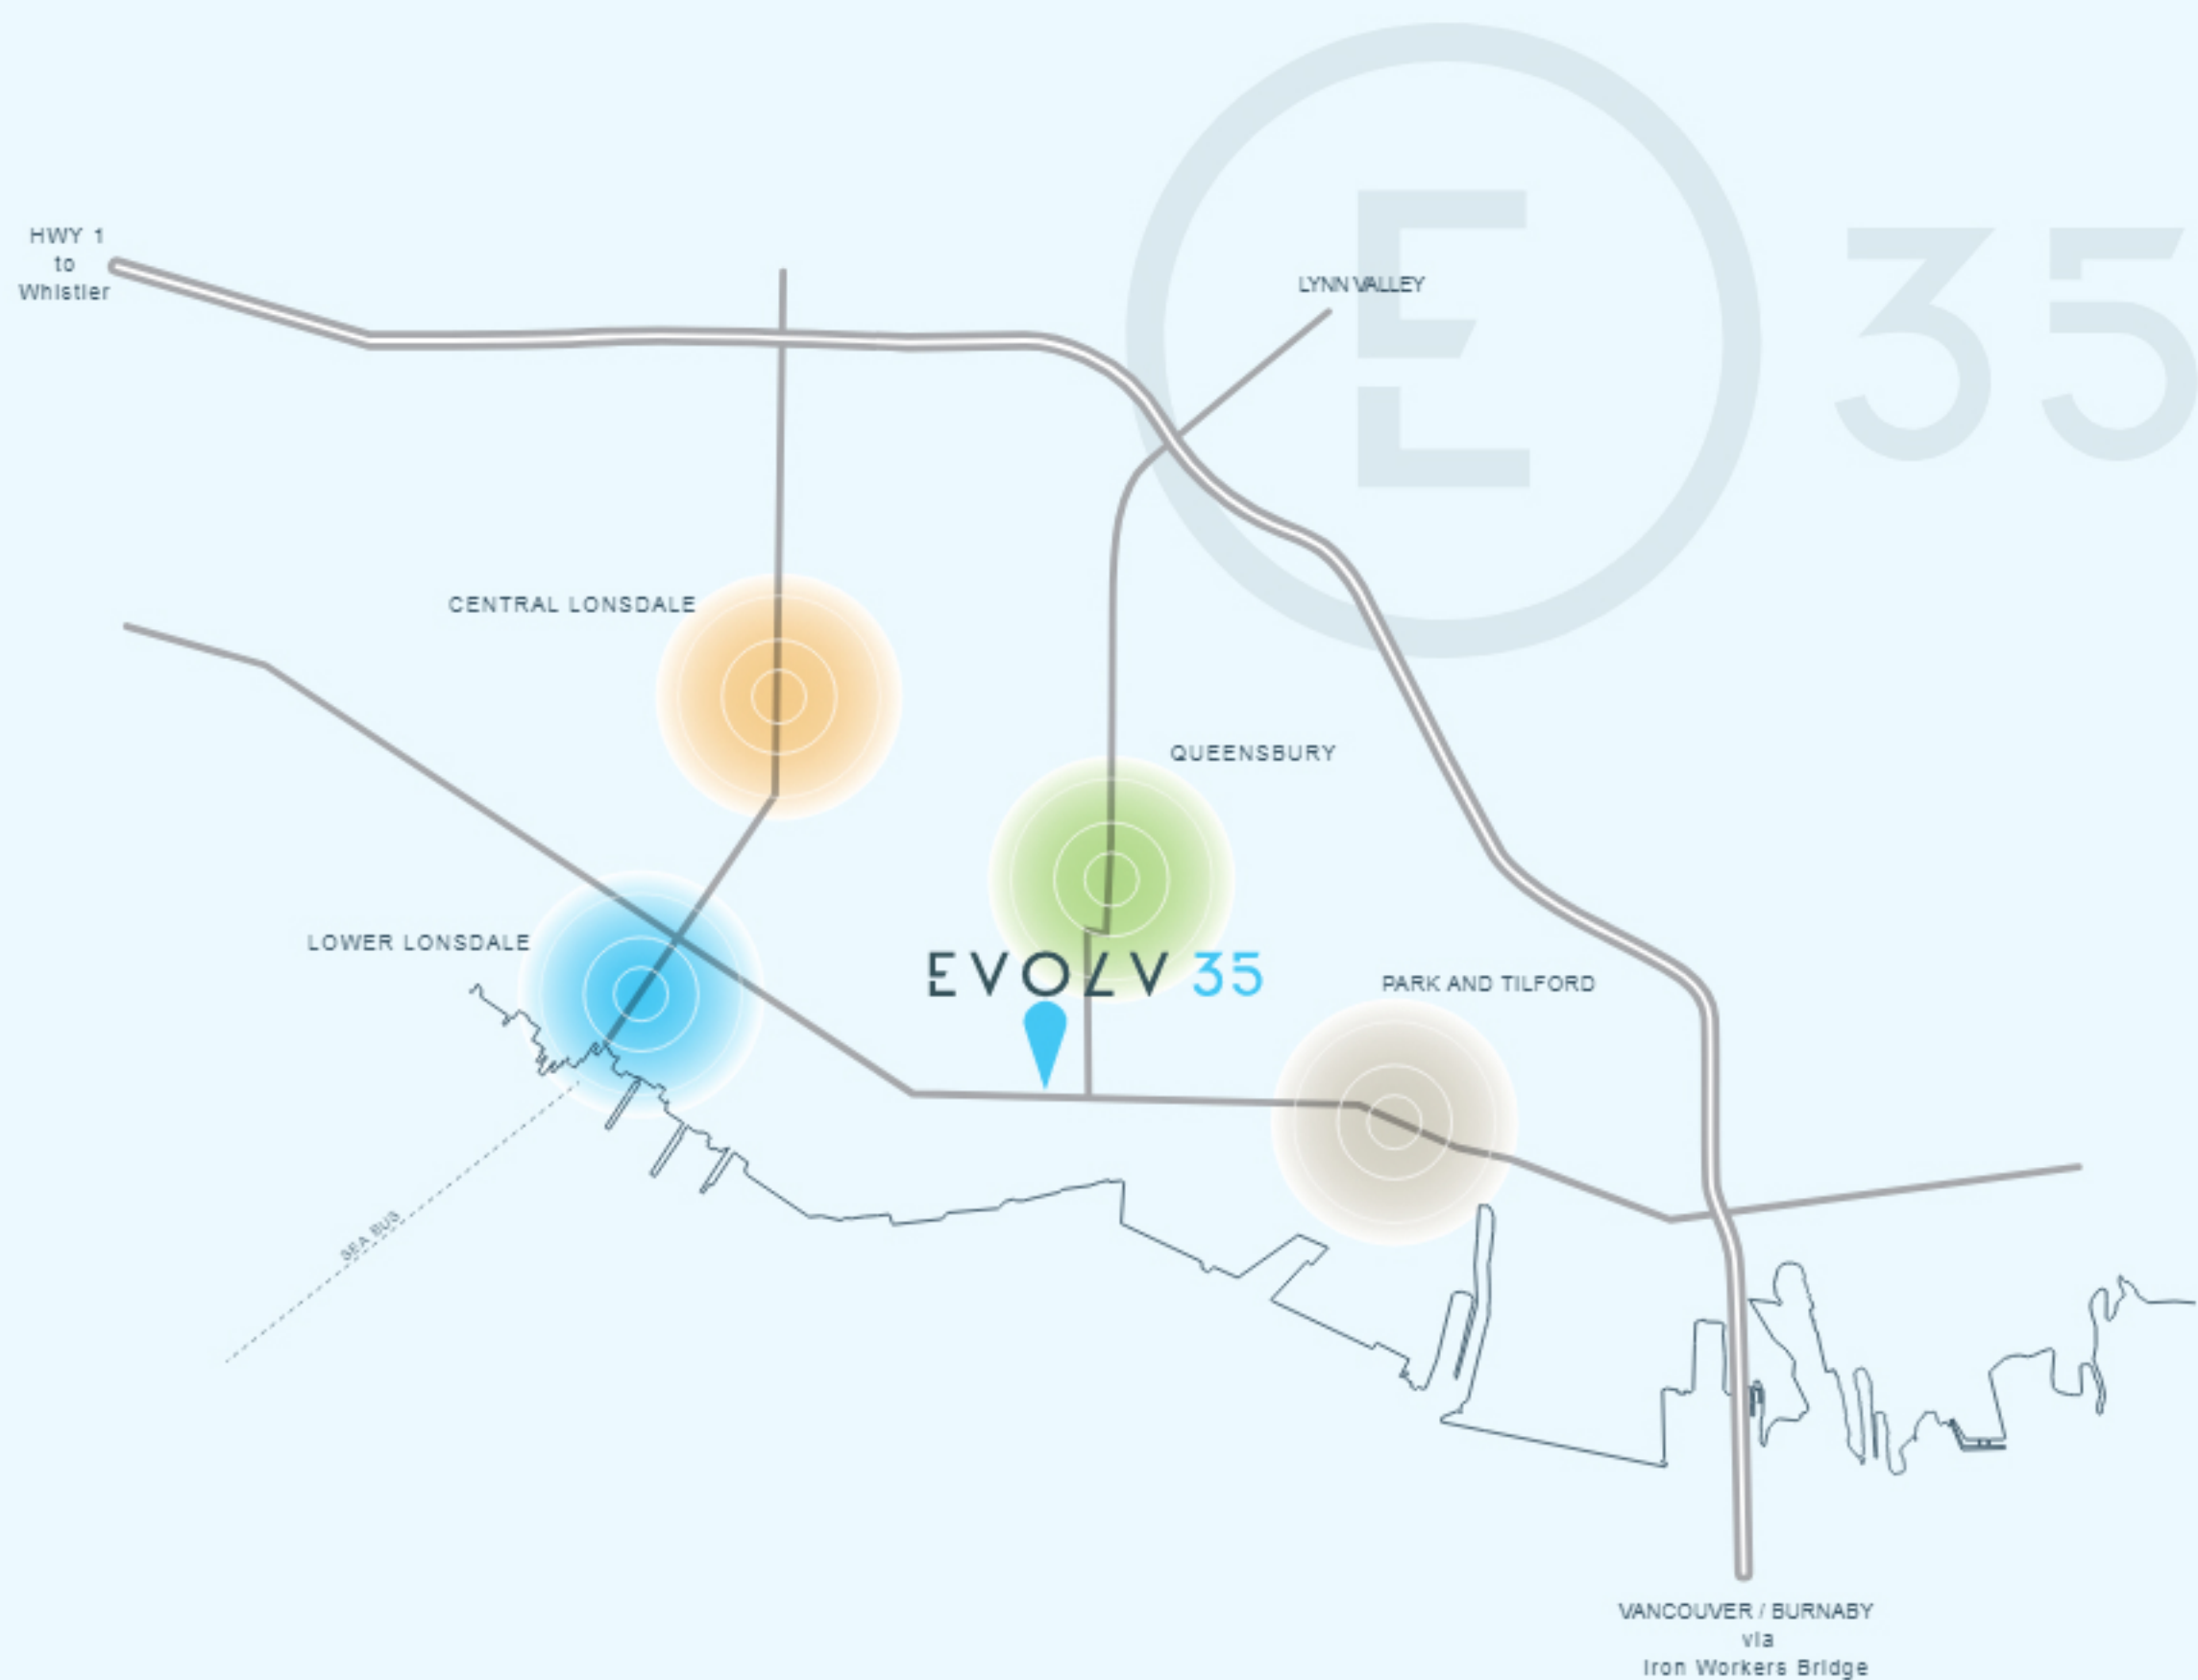 E 35
HWY 1
to
Whistler
LYNN VALLEY
CENTRAL LONSDALE
QUEENSBURY
LOWER LONSDALE
EVOLV 35
PARK AND TILFORD
SEA BUS
VANCOUVER / BURNABY
via
Iron Workers Bridge